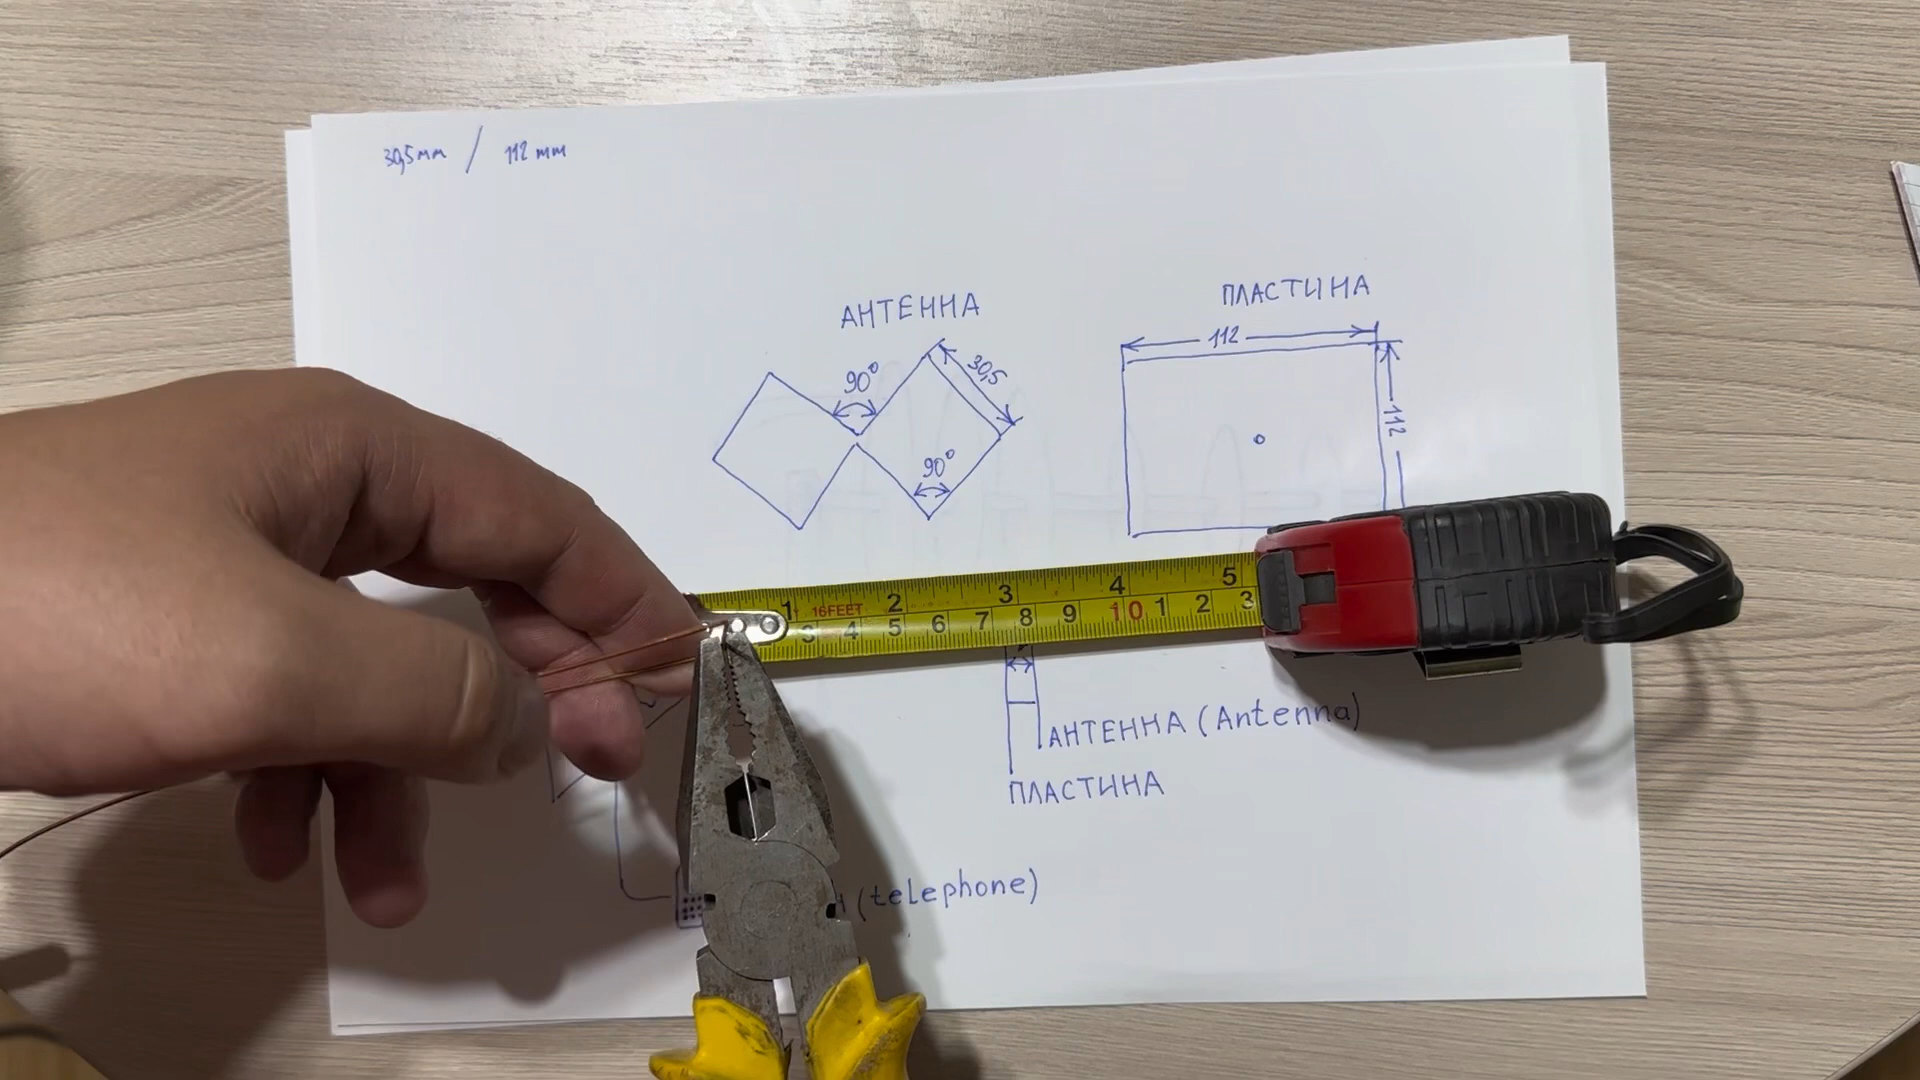 30,5мм / 112 mm
АНТЕННА
ПЛАСТИНА
90°
30,5
112
112
90°
1 16FEET 2 3 4 5
3 4 5 6 7 8 9 10 1 2 3
АНТЕННА (Antenna)
ПЛАСТИНА
(telephone)